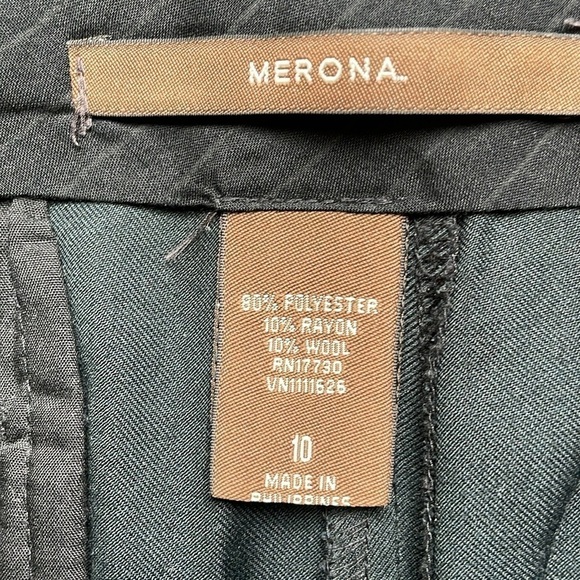 MERONA
80% POLYESTER
10% RAYON
10% WOOL
RN17730
VN1111626
10
MADE IN
PHILIPPINES